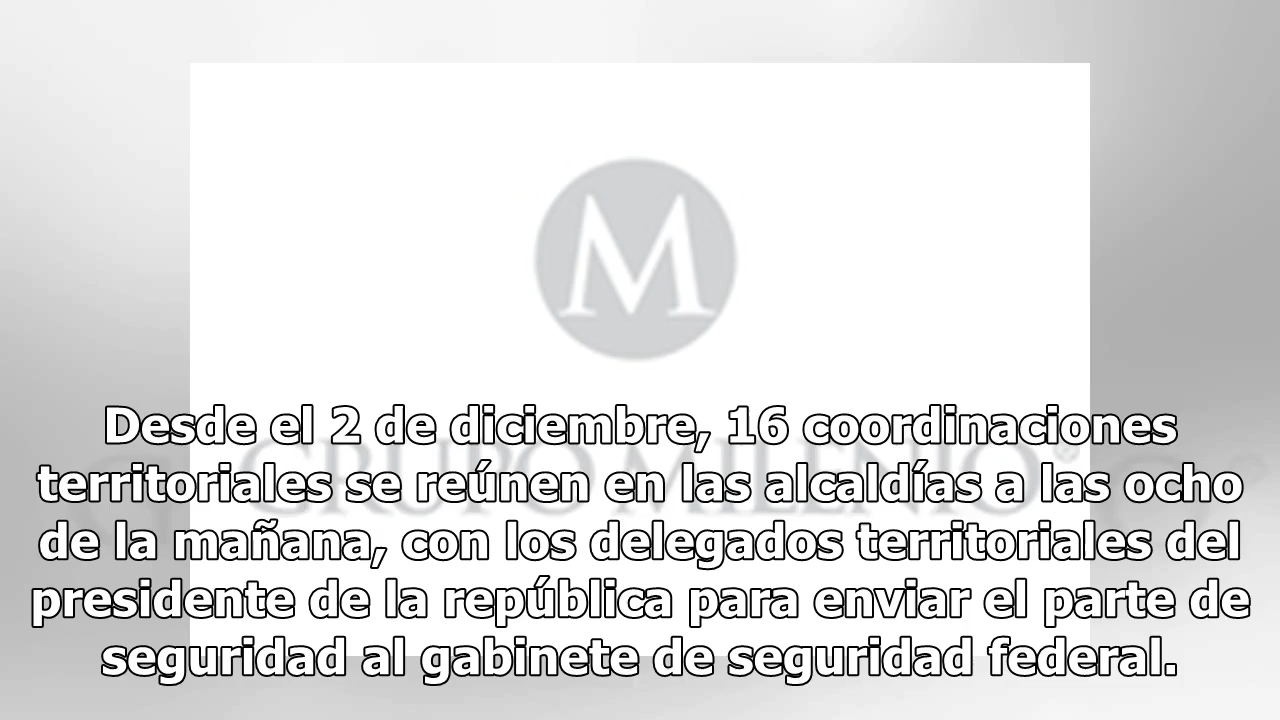 M
GRUPO MILENIO®
Desde el 2 de diciembre, 16 coordinaciones
territoriales se reúnen en las alcaldías a las ocho
de la mañana, con los delegados territoriales del
presidente de la república para enviar el parte de
seguridad al gabinete de seguridad federal.